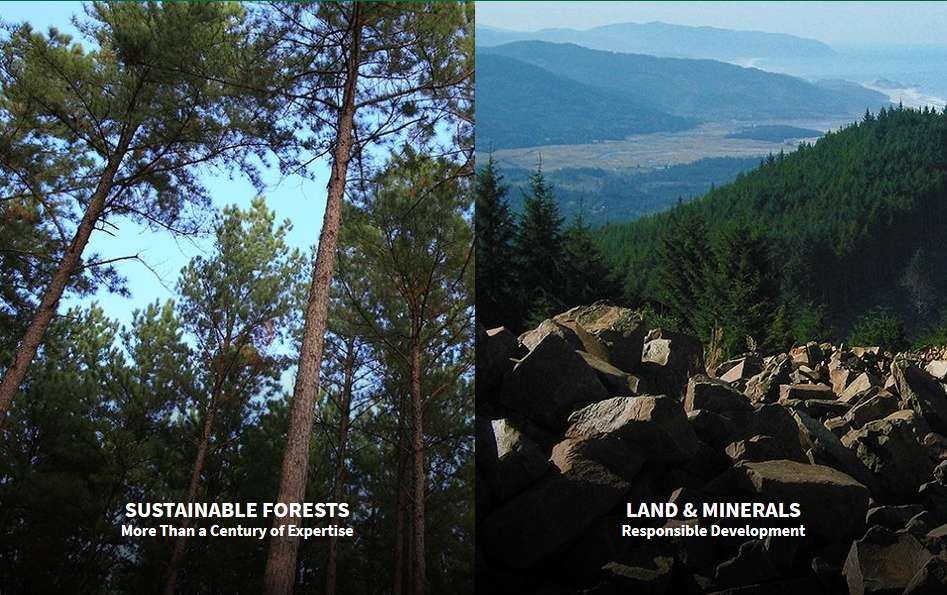 SUSTAINABLE FORESTS
More Than a Century of Expertise
LAND & MINERALS
Responsible Development